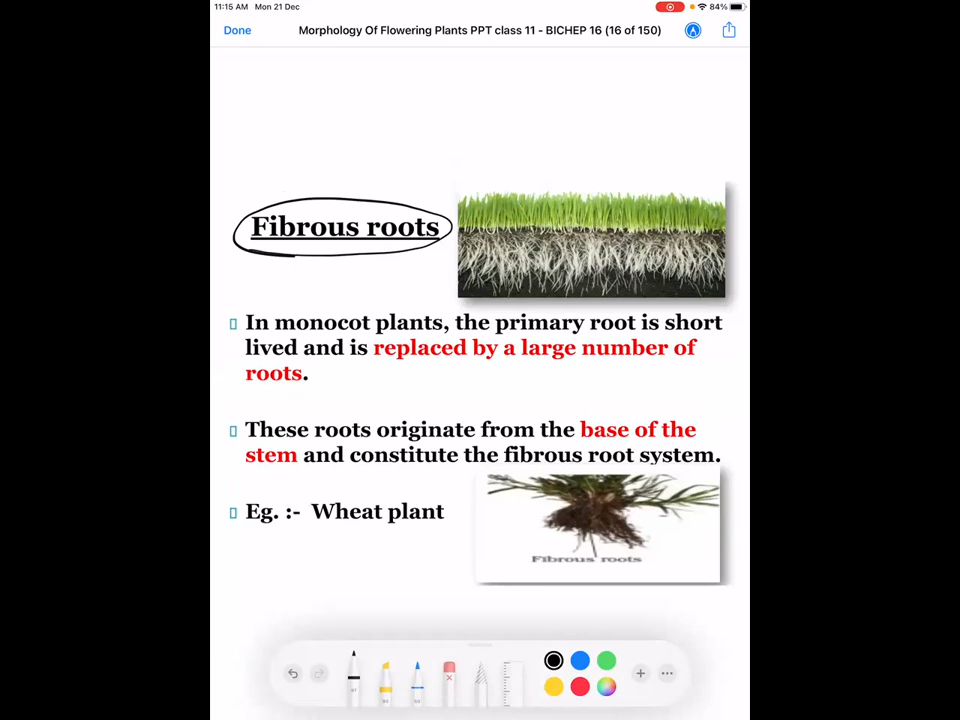 11:15 AM Mon 21 Dec
84%
Done
Morphology Of Flowering Plants PPT class 11 - BICHEP 16 (16 of 150)
Fibrous roots
In monocot plants, the primary root is short
lived and is replaced by a large number of
roots.
These roots originate from the base of the
stem and constitute the fibrous root system.
Eg. :- Wheat plant
Fibrous roots